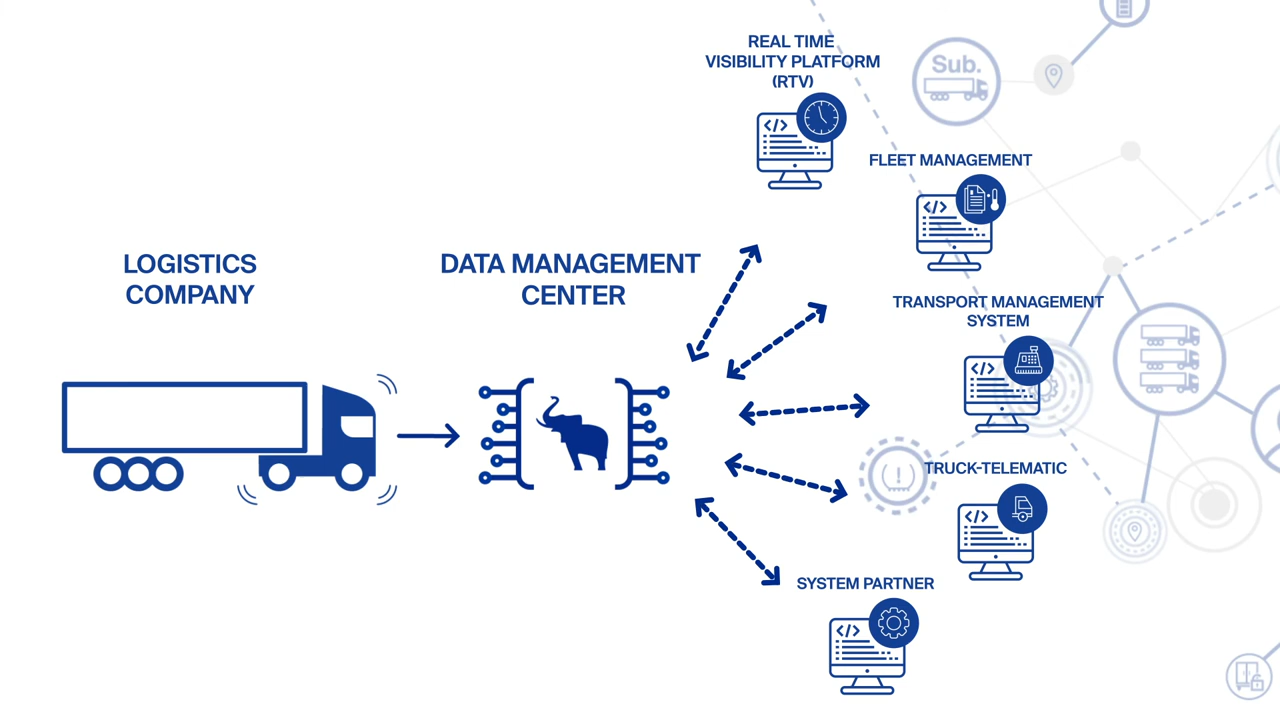 REAL TIME
VISIBILITY PLATFORM
(RTV)
</>
Sub.
FLEET MANAGEMENT
</>
LOGISTICS
COMPANY
DATA MANAGEMENT
CENTER
TRANSPORT MANAGEMENT
SYSTEM
</>
TRUCK-TELEMATIC
</>
SYSTEM PARTNER
</>